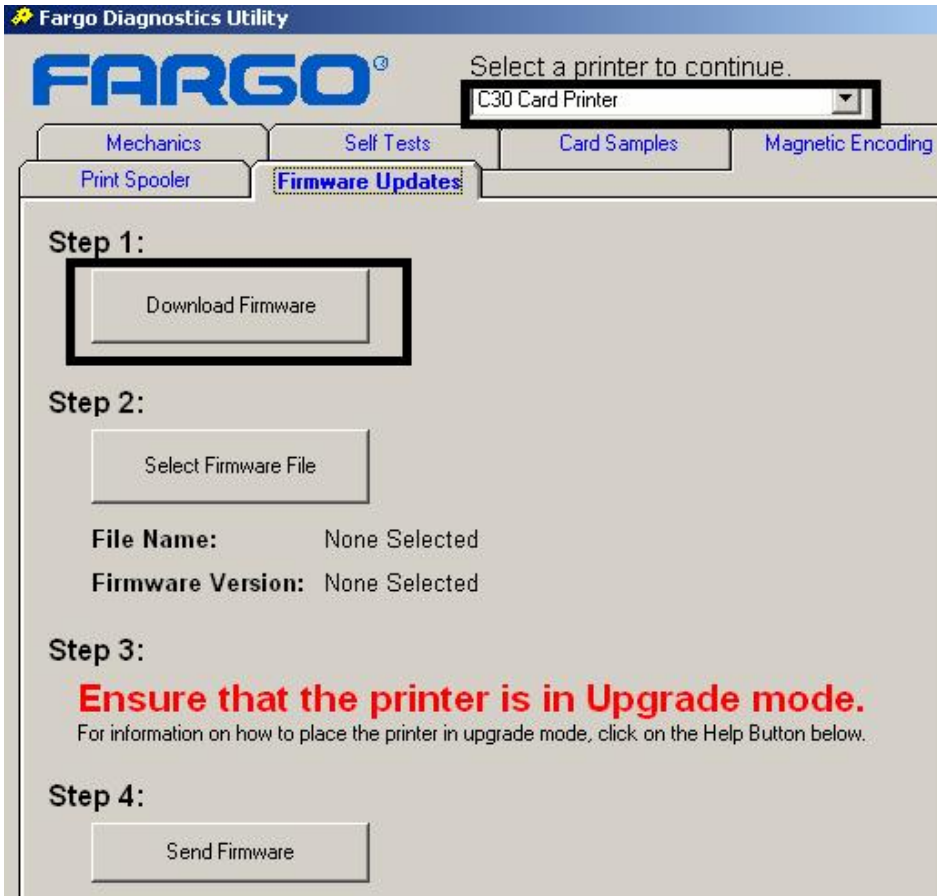 Fargo Diagnostics Utility
FARGO®
Select a printer to continue.
C30 Card Printer
Mechanics Self Tests Card Samples Magnetic Encoding
Print Spooler Firmware Updates
Step 1:
Download Firmware
Step 2:
Select Firmware File
File Name: None Selected
Firmware Version: None Selected
Step 3:
Ensure that the printer is in Upgrade mode.
For information on how to place the printer in upgrade mode, click on the Help Button below.
Step 4:
Send Firmware